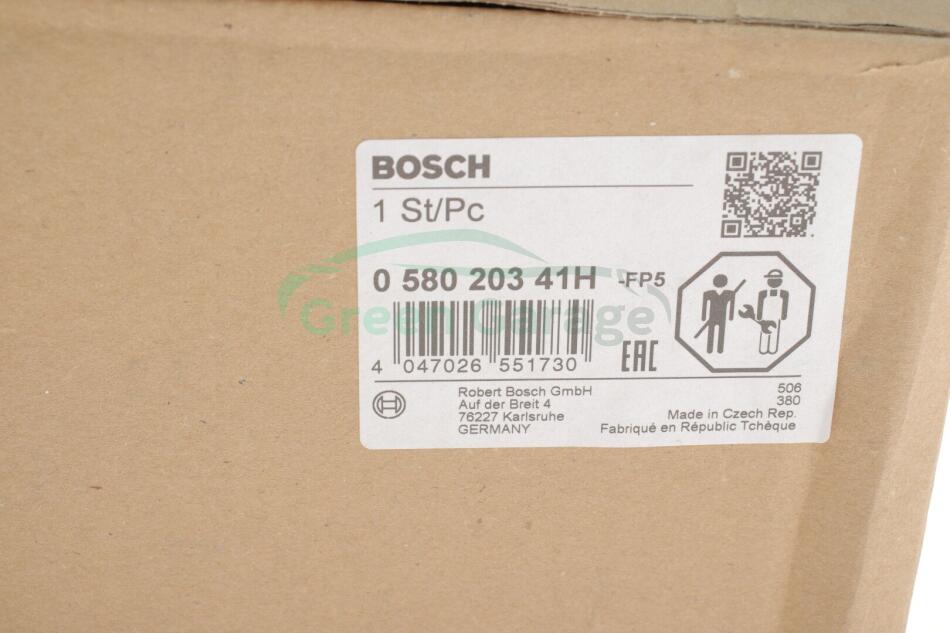 BOSCH
1 St/Pc
0 580 203 41H -FP5
Green Garage
4 047026 551730
EAC
Robert Bosch GmbH
Auf der Breit 4
76227 Karlsruhe
GERMANY
506
380
Made in Czech Rep.
Fabriqué en République Tchèque